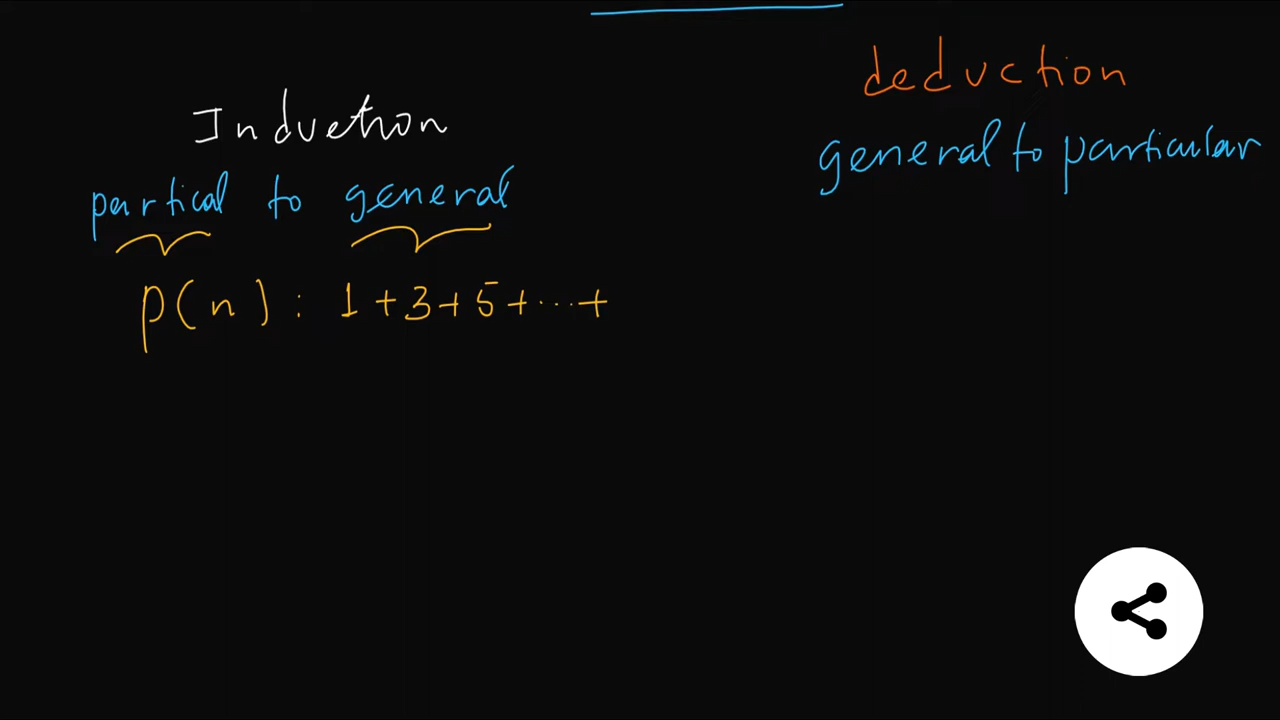 deduction
Induction
general to particular
partical to general
p(n) : 1+3+5+...+